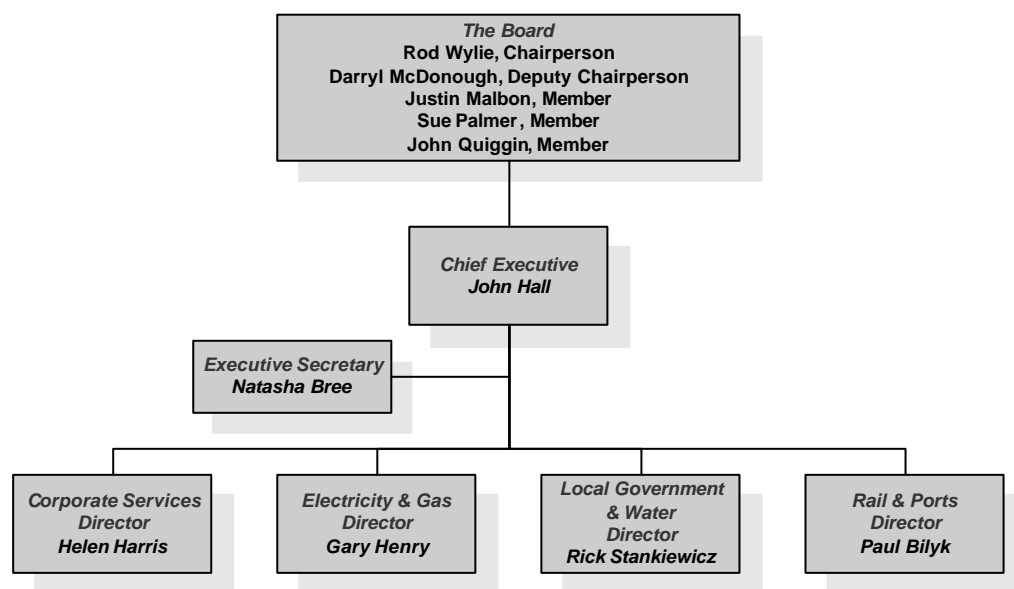 The Board
Rod Wylie, Chairperson
Darryl McDonough, Deputy Chairperson
Justin Malbon, Member
Sue Palmer, Member
John Quiggin, Member
Chief Executive
John Hall
Executive Secretary
Natasha Bree
Corporate Services
Director
Helen Harris
Electricity & Gas
Director
Gary Henry
Local Government
& Water
Director
Rick Stankiewicz
Rail & Ports
Director
Paul Bilyk